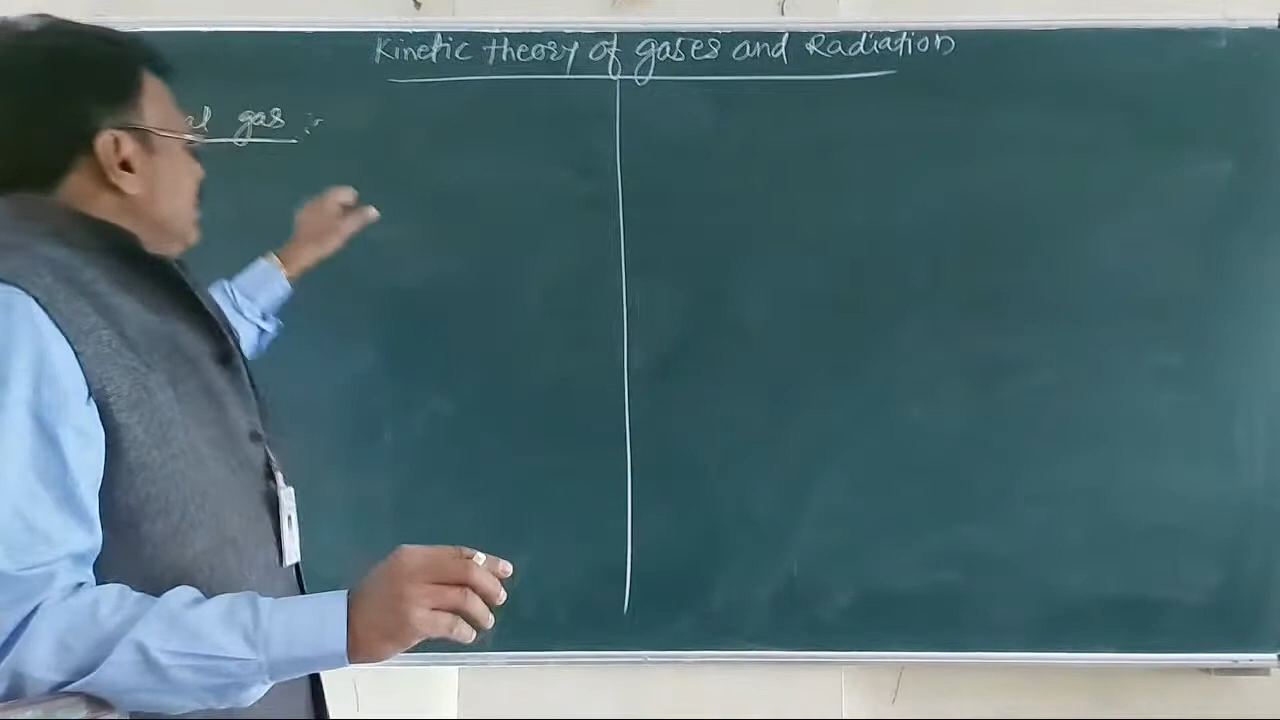 Kinetic theory of gases and Radiation
gas :-